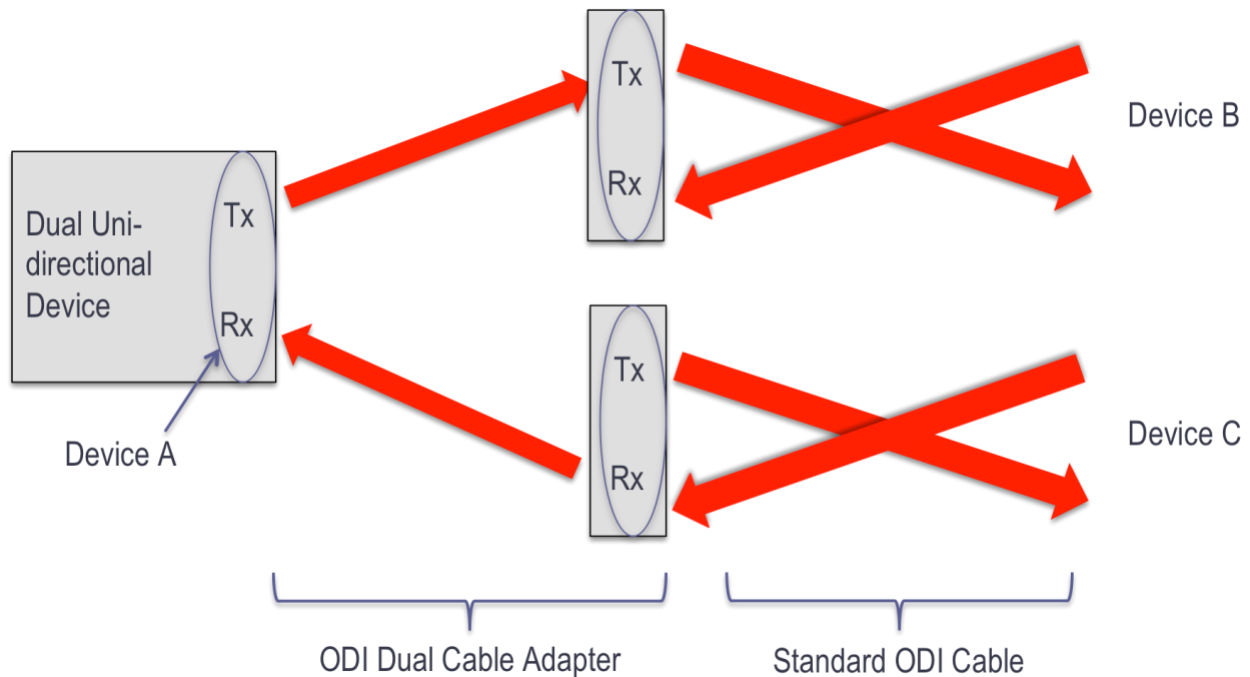 Tx
Rx
Device B
Dual Uni-
directional
Device
Tx
Rx
Device A
Tx
Rx
Device C
ODI Dual Cable Adapter
Standard ODI Cable